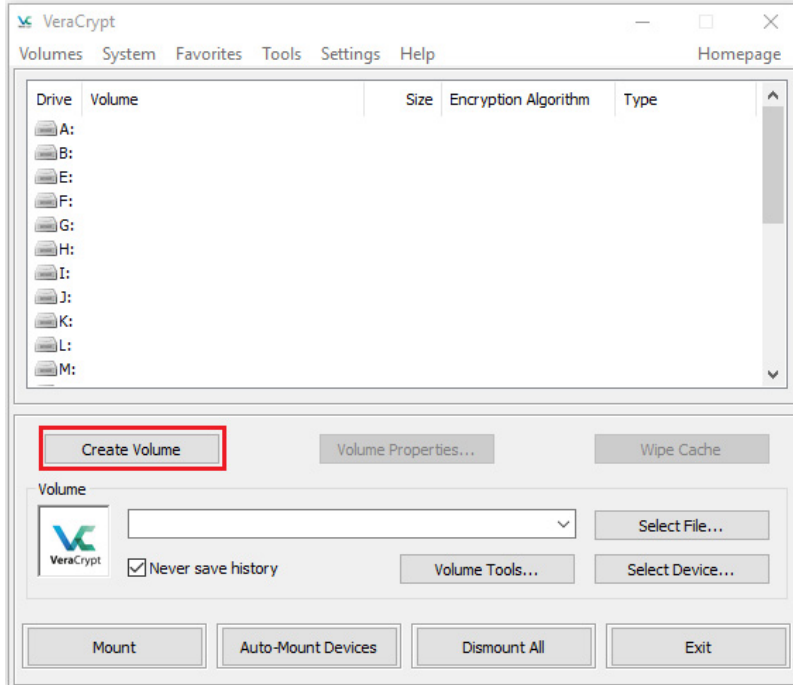 VeraCrypt
Volumes System Favorites Tools Settings Help Homepage
Drive Volume Size Encryption Algorithm Type
A:
B:
E:
F:
G:
H:
I:
J:
K:
L:
M:
Create Volume Volume Properties... Wipe Cache
Volume
Select File...
VeraCrypt
Never save history Volume Tools... Select Device...
Mount Auto-Mount Devices Dismount All Exit